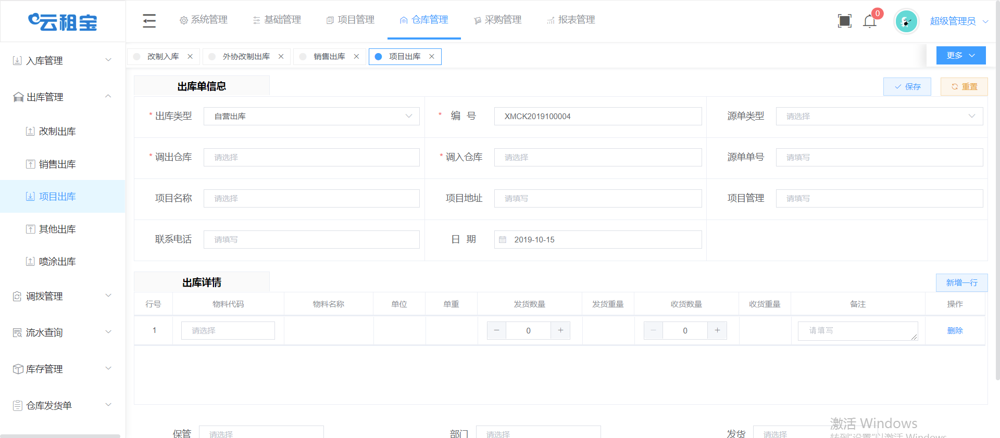 云租宝
系统管理 基础管理 项目管理 仓库管理 采购管理 报表管理
0
超级管理员
改制入库 外协改制出库 销售出库 项目出库
更多
入库管理
出库管理
改制出库
销售出库
项目出库
其他出库
喷涂出库
调拨管理
流水查询
库存管理
仓库发货单
出库单信息
保存 重置
* 出库类型 自营出库 * 编 号 XMCK2019100004 源单类型 请选择
* 调出仓库 请选择 * 调入仓库 请选择 源单单号 请填写
项目名称 请选择 项目地址 请填写 项目管理 请填写
联系电话 请填写 日 期 2019-10-15
出库详情
新增一行
行号 物料代码 物料名称 单位 单重 发货数量 发货重量 收货数量 收货重量 备注 操作
1 请选择 − 0 + − 0 + 请填写 删除
保管 请选择 部门 请选择 发货 请选择
激活 Windows
转到“设置”以激活 Windows